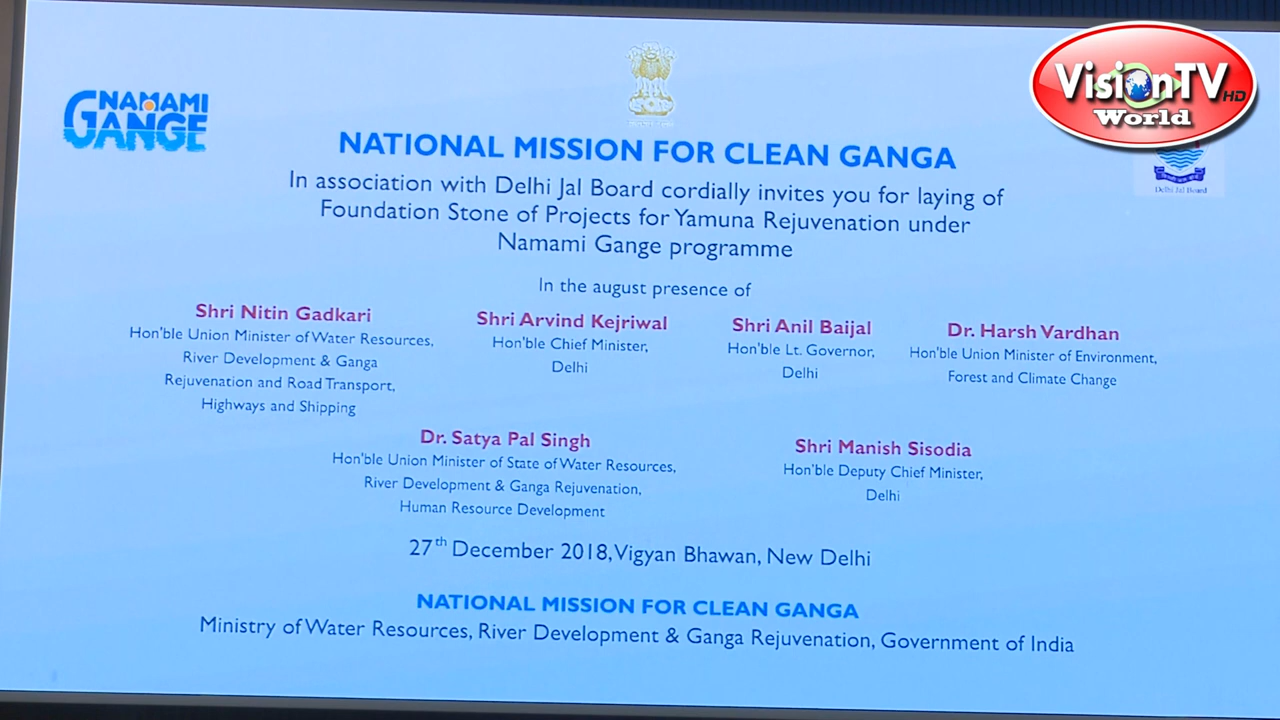 NAMAMI
GANGE
VISIONTV HD
World
Delhi Jal Board
NATIONAL MISSION FOR CLEAN GANGA
In association with Delhi Jal Board cordially invites you for laying of
Foundation Stone of Projects for Yamuna Rejuvenation under
Namami Gange programme
In the august presence of
Shri Nitin Gadkari
Hon'ble Union Minister of Water Resources,
River Development & Ganga
Rejuvenation and Road Transport,
Highways and Shipping
Shri Arvind Kejriwal
Hon'ble Chief Minister,
Delhi
Shri Anil Baijal
Hon'ble Lt. Governor,
Delhi
Dr. Harsh Vardhan
Hon'ble Union Minister of Environment,
Forest and Climate Change
Dr. Satya Pal Singh
Hon'ble Union Minister of State of Water Resources,
River Development & Ganga Rejuvenation,
Human Resource Development
Shri Manish Sisodia
Hon'ble Deputy Chief Minister,
Delhi
27th December 2018, Vigyan Bhawan, New Delhi
NATIONAL MISSION FOR CLEAN GANGA
Ministry of Water Resources, River Development & Ganga Rejuvenation, Government of India